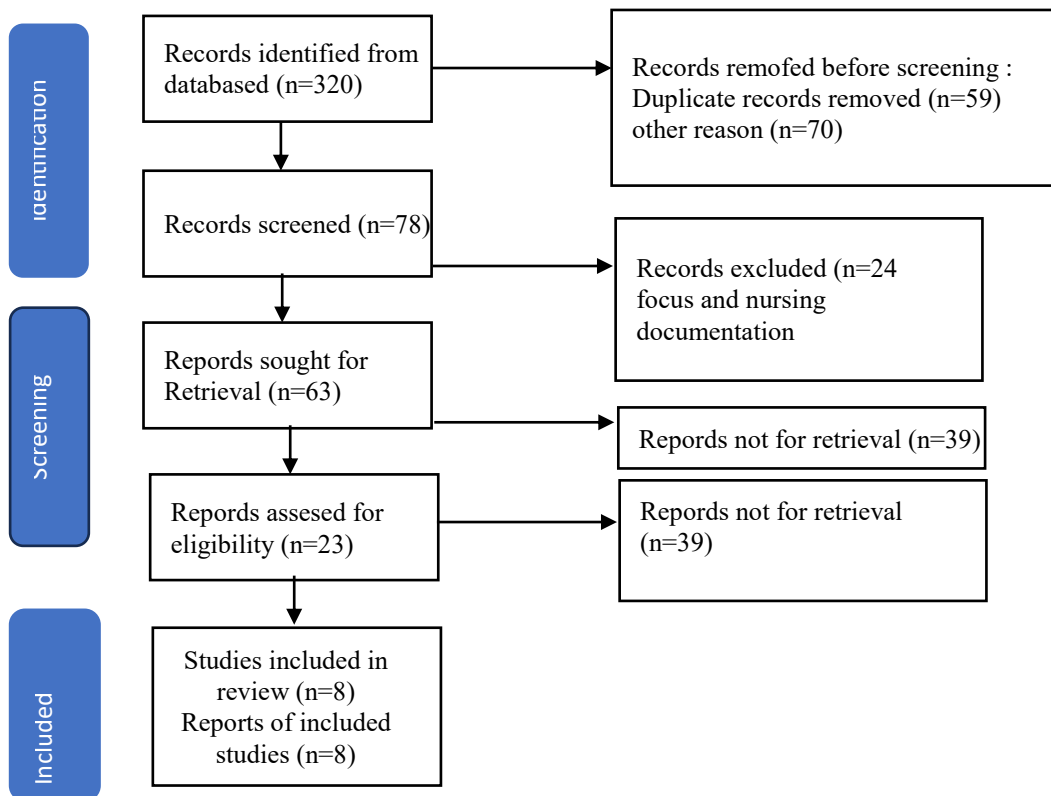 Identification
Records identified from
databased (n=320)
Records remofed before screening :
Duplicate records removed (n=59)
other reason (n=70)
Records screened (n=78)
Records excluded (n=24
focus and nursing
documentation
Screening
Repords sought for
Retrieval (n=63)
Repords not for retrieval (n=39)
Repords assesed for
eligibility (n=23)
Repords not for retrieval
(n=39)
Included
Studies included in
review (n=8)
Reports of included
studies (n=8)